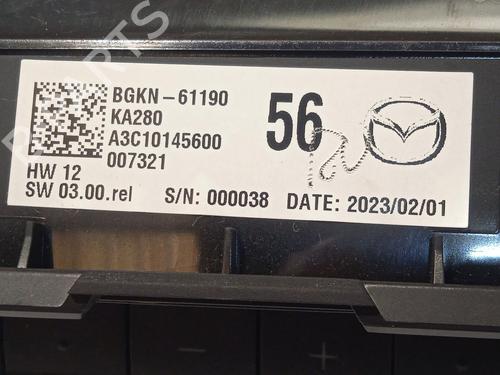 BGKN-61190
KA280
A3C10145600
007321
56
HW 12
SW 03.00.rel S/N: 000038 DATE: 2023/02/01